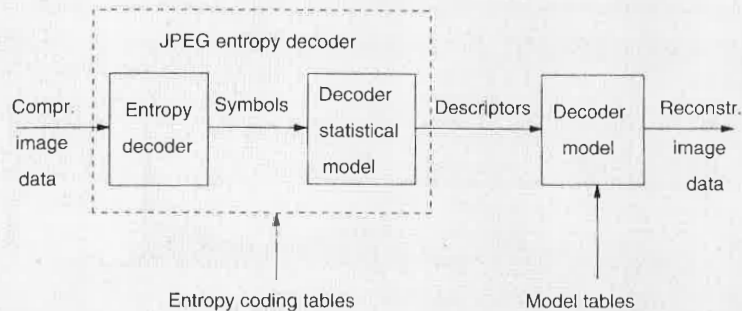 JPEG entropy decoder
Compr.
image
data
Entropy
decoder
Symbols
Decoder
statistical
model
Descriptors
Decoder
model
Reconstr.
image
data
Entropy coding tables
Model tables